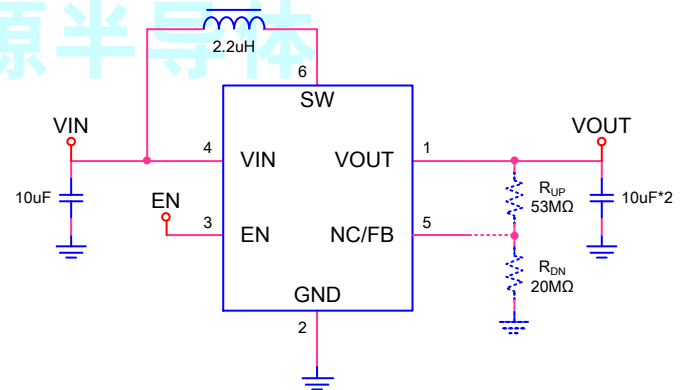 源半导体
2.2uH
6
SW
VIN
VOUT
4
VIN
VOUT
1
10uF
R_UP
53MΩ
10uF*2
EN
3
EN
NC/FB
5
R_DN
20MΩ
GND
2